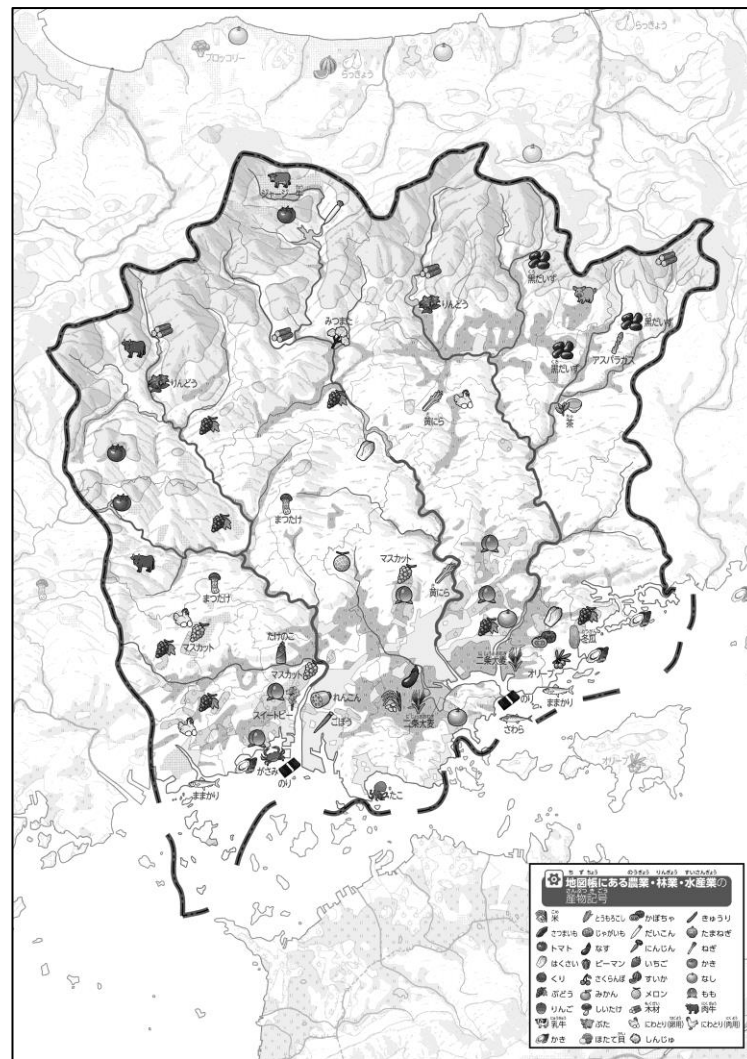 らっきょう
ブロッコリー
らっきょう
ジャージー牛
黒だいず
りんどう
みつまた
黒だいず
黒だいず
アスパラガス
りんどう
茶
黄にら
まつたけ
マスカット
黄にら
まつたけ
マスカット
たけのこ
冬瓜
マスカット
二条大麦
オリーブ
スイートピー
れんこん
ごぼう
二条大麦
のり
ままかり
さわら
がさみ
のり
ままかり
オリーブ
地図帳にある農業・林業・水産業の
産物記号
米 とうもろこし かぼちゃ きゅうり
さつまいも じゃがいも だいこん たまねぎ
トマト なす にんじん ねぎ
はくさい ピーマン いちご かき
くり さくらんぼ すいか なし
ぶどう みかん メロン もも
りんご しいたけ 木材 肉牛
乳牛 ぶた にわとり(卵用) にわとり(肉用)
かき ほたて貝 しんじゅ